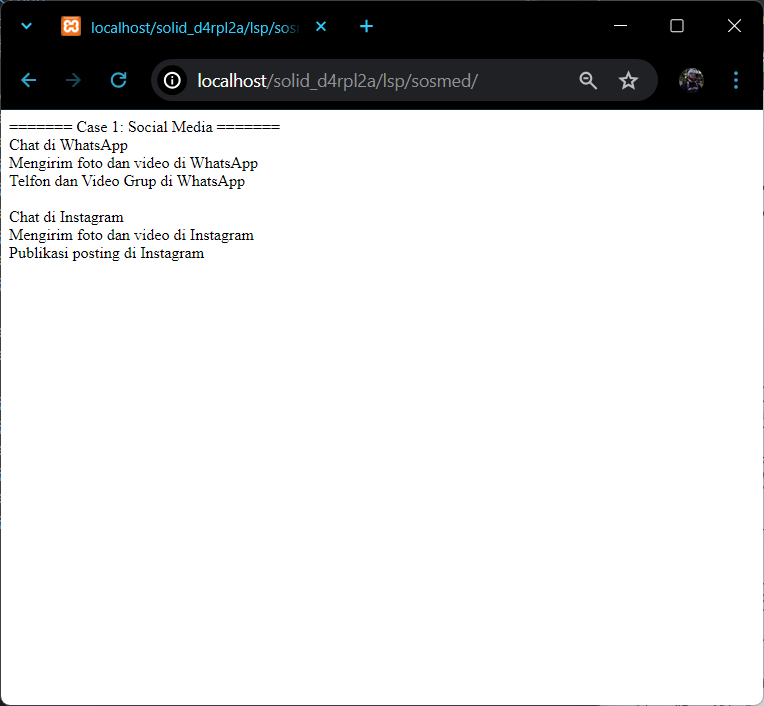 localhost/solid_d4rpl2a/lsp/sos
localhost/solid_d4rpl2a/lsp/sosmed/
======= Case 1: Social Media =======
Chat di WhatsApp
Mengirim foto dan video di WhatsApp
Telfon dan Video Grup di WhatsApp
Chat di Instagram
Mengirim foto dan video di Instagram
Publikasi posting di Instagram